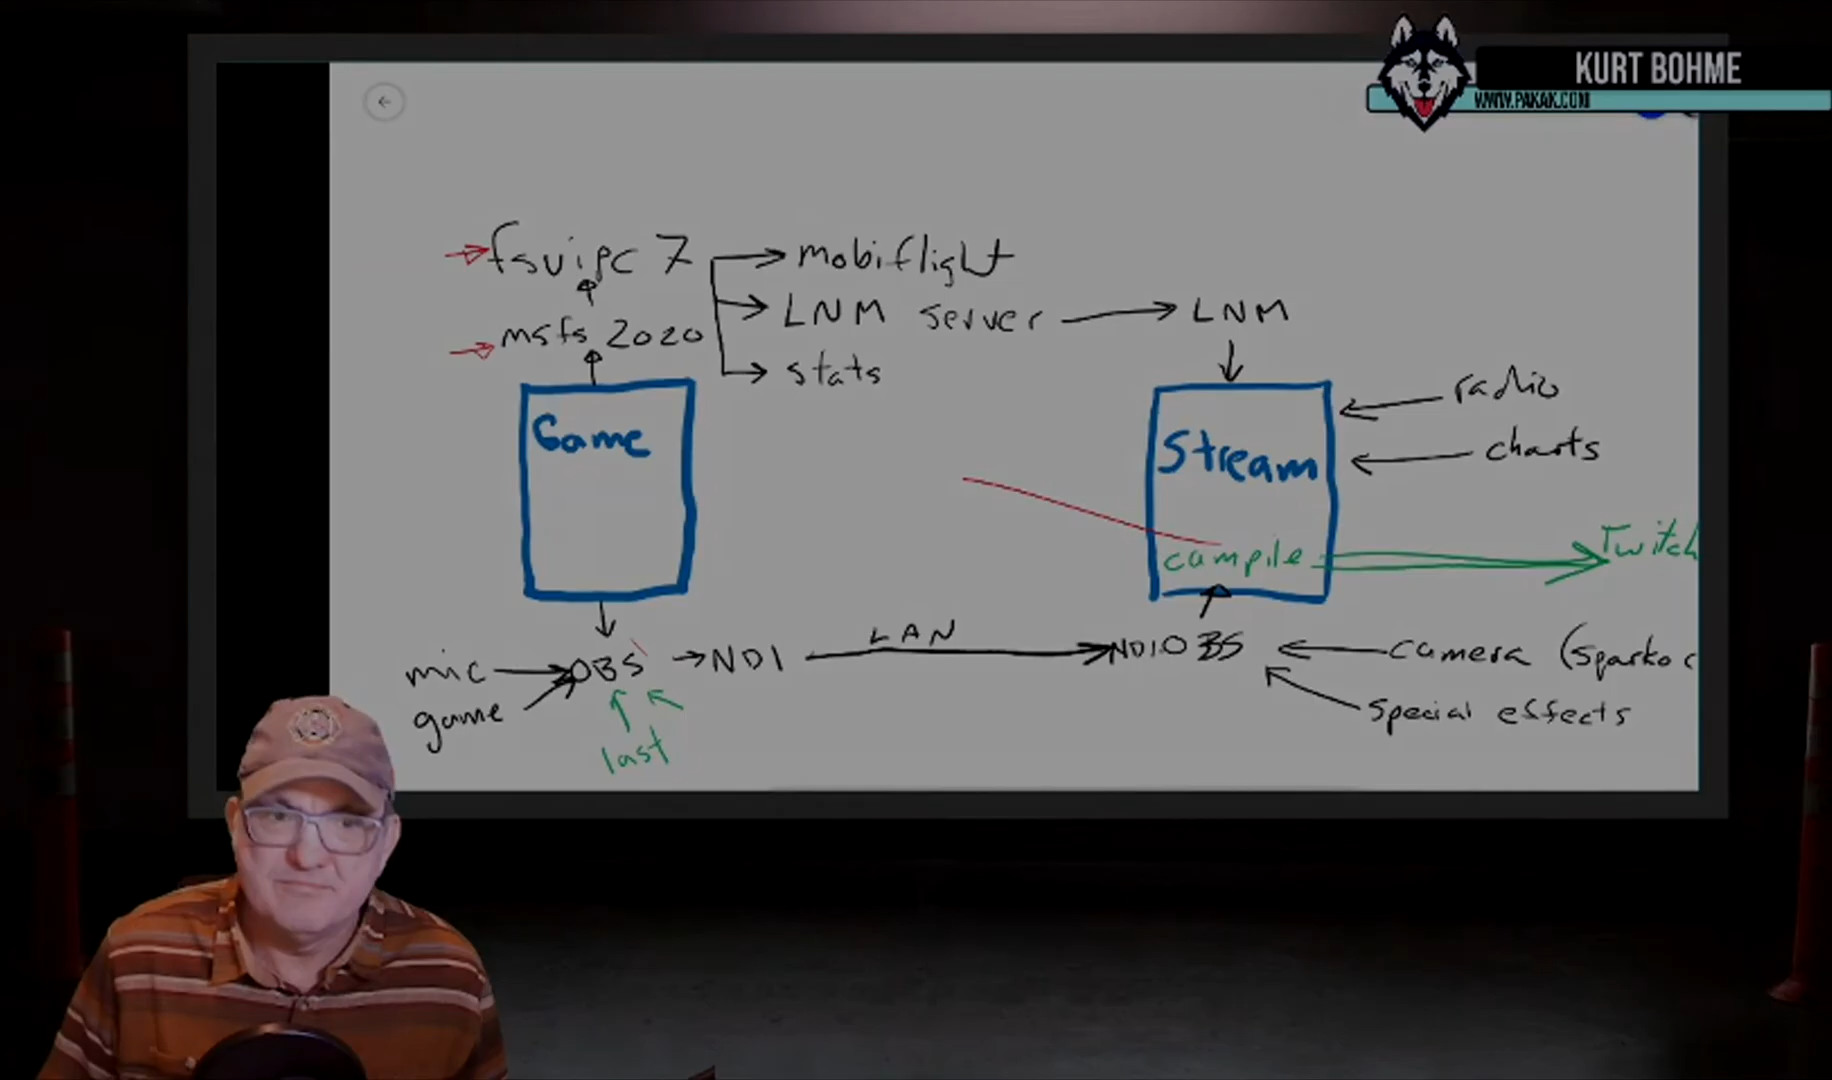 KURT BOHME
WWW.PAKAK.COM
fsuipc 7
mobiflight
LNM server
LNM
msfs 2020
stats
radio
Game
Stream
charts
Twitch
compile
LAN
mic
OBS
NDI
NDI OBS
camera (sparko c
game
special effects
last